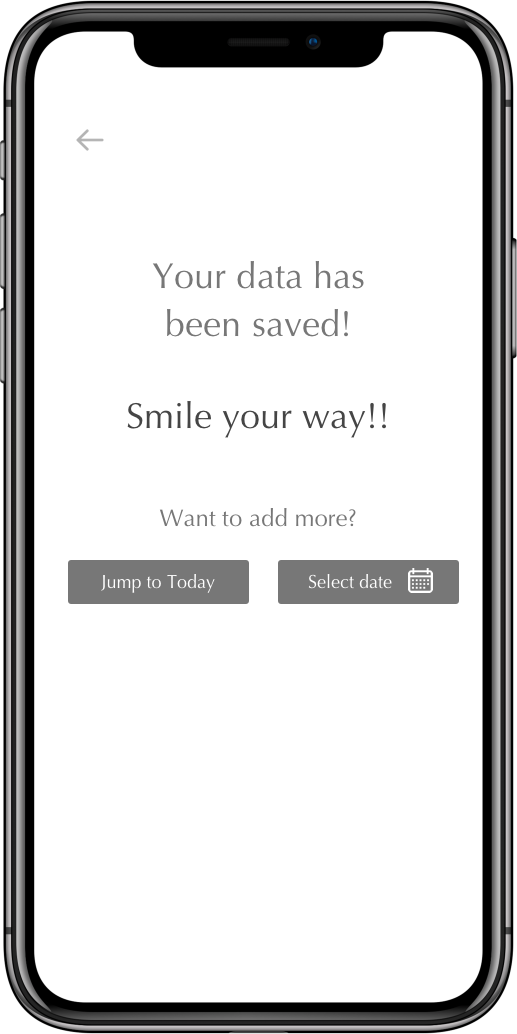 Your data has
been saved!
Smile your way!!
Want to add more?
Jump to Today
Select date